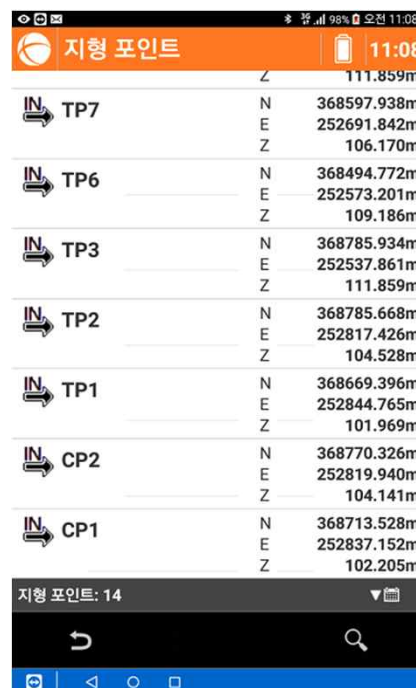 98% 오전 11:08
지형 포인트 11:08
Z 111.859m
IN TP7 N 368597.938m
E 252691.842m
Z 106.170m
IN TP6 N 368494.772m
E 252573.201m
Z 109.186m
IN TP3 N 368785.934m
E 252537.861m
Z 111.859m
IN TP2 N 368785.668m
E 252817.426m
Z 104.528m
IN TP1 N 368669.396m
E 252844.765m
Z 101.969m
IN CP2 N 368770.326m
E 252819.940m
Z 104.141m
IN CP1 N 368713.528m
E 252837.152m
Z 102.205m
지형 포인트: 14